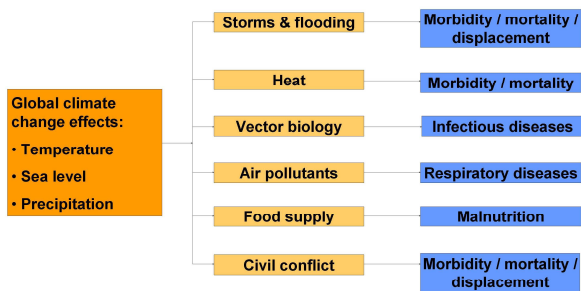 Global climate
change effects:
• Temperature
• Sea level
• Precipitation
Storms & flooding
Morbidity / mortality /
displacement
Heat
Morbidity / mortality
Vector biology
Infectious diseases
Air pollutants
Respiratory diseases
Food supply
Malnutrition
Civil conflict
Morbidity / mortality /
displacement